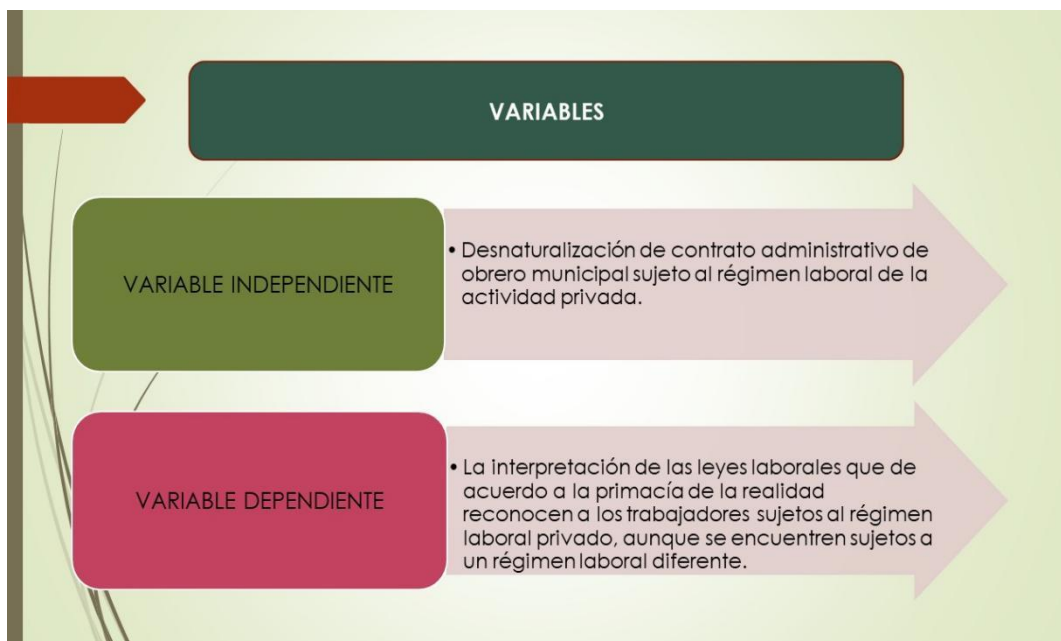 VARIABLES
VARIABLE INDEPENDIENTE
• Desnaturalización de contrato administrativo de
obrero municipal sujeto al régimen laboral de la
actividad privada.
VARIABLE DEPENDIENTE
• La interpretación de las leyes laborales que de
acuerdo a la primacía de la realidad
reconocen a los trabajadores sujetos al régimen
laboral privado, aunque se encuentren sujetos a
un régimen laboral diferente.